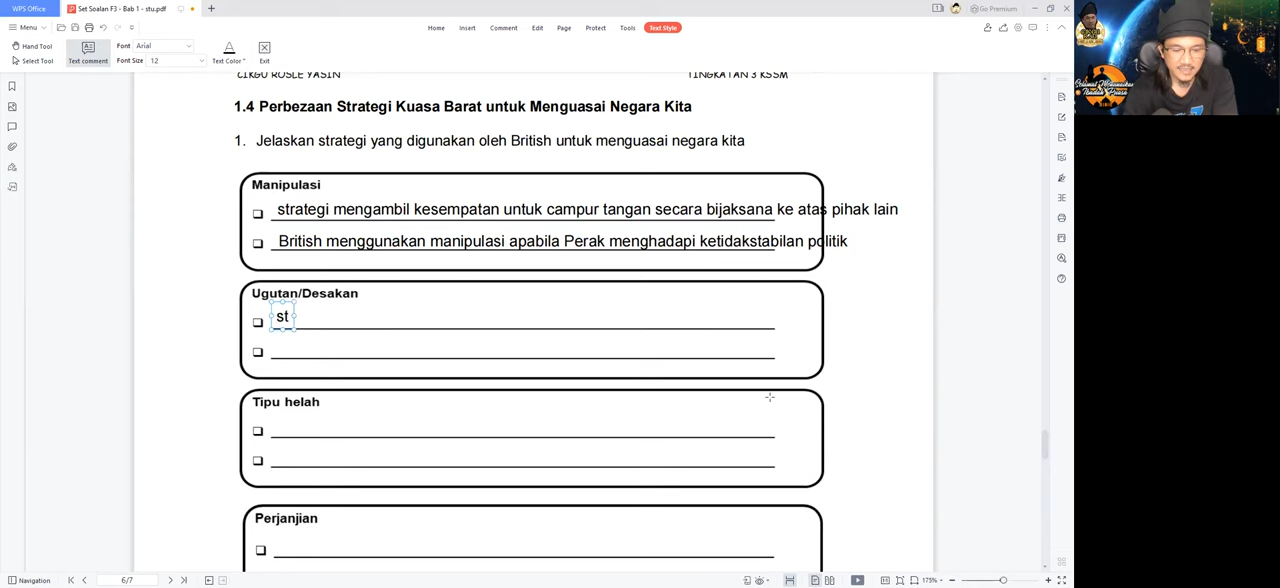 WPS Office
Set Soalan F3 - Bab 1 - stu.pdf
Go Premium
Menu
Home
Insert
Comment
Edit
Page
Protect
Tools
Text Style
Hand Tool
Select Tool
Text comment
Font Arial
Font Size 12
Text Color
Exit
CIKGU ROSLE YASIN
TINGKATAN 3 KSSM
1.4 Perbezaan Strategi Kuasa Barat untuk Menguasai Negara Kita
1. Jelaskan strategi yang digunakan oleh British untuk menguasai negara kita
Manipulasi
strategi mengambil kesempatan untuk campur tangan secara bijaksana ke atas pihak lain
British menggunakan manipulasi apabila Perak menghadapi ketidakstabilan politik
Ugutan/Desakan
st
Tipu helah
Perjanjian
Navigation
6/7
175%